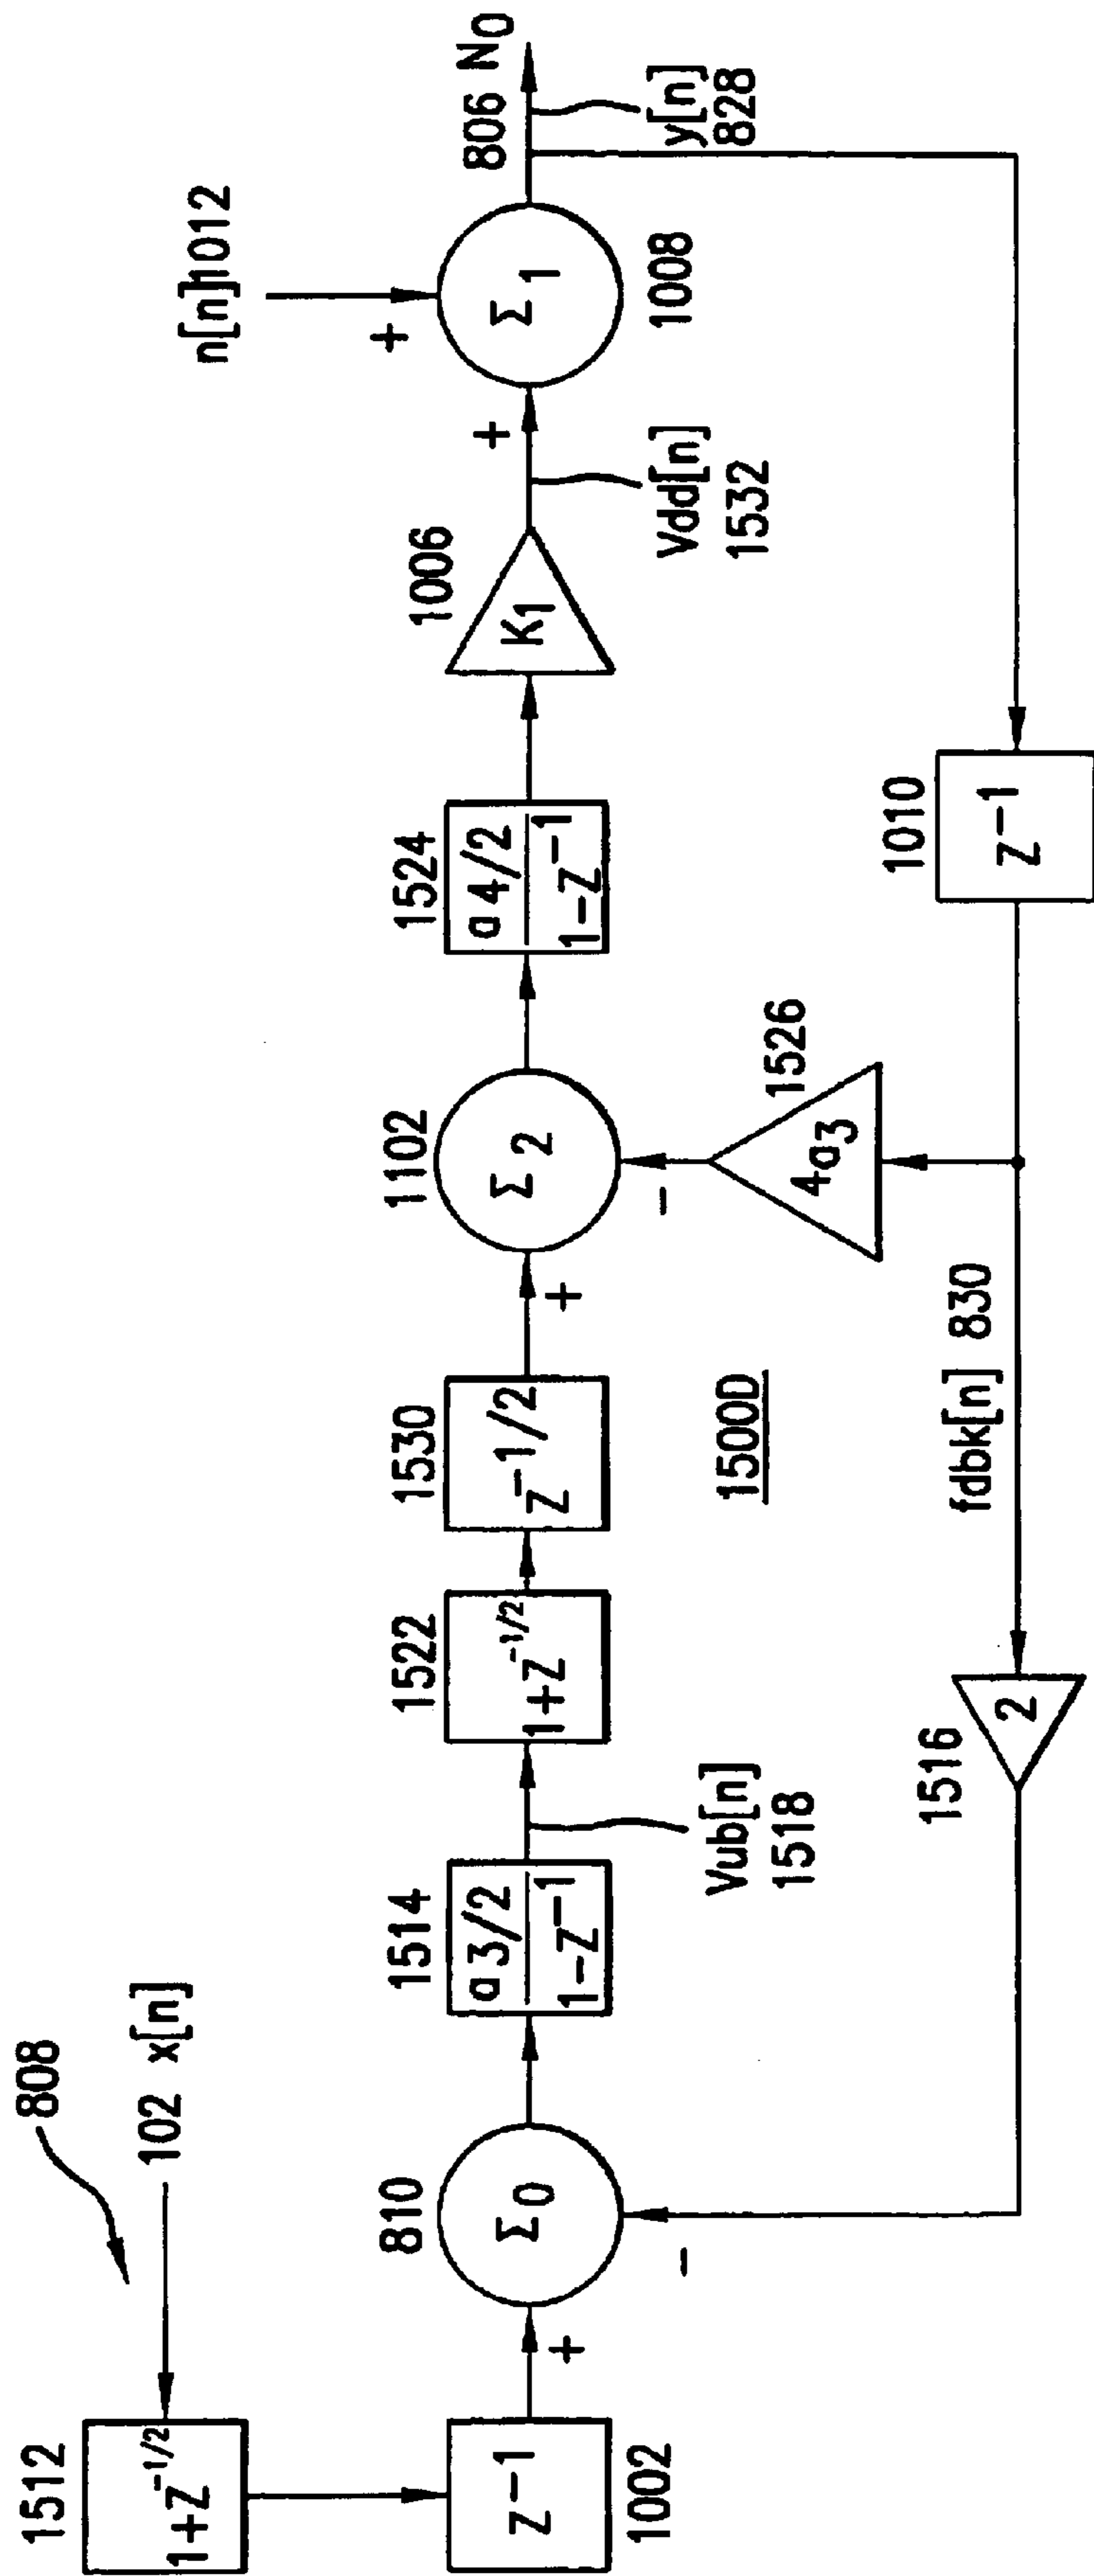 808
102 x[n]
1512
1+z^-1/2
z^-1
1002
+
810
Σ0
-
1514
a3/2
1-z^-1
Vub[n]
1518
1522
1+z^-1/2
1530
z^-1/2
+
1102
Σ2
-
1526
4a3
1524
a4/2
1-z^-1
1006
K1
Vdd[n]
1532
+
n[n] 1012
+
Σ1
1008
806 N0
y[n]
828
1010
z^-1
fdbk[n] 830
1516
2
1500D